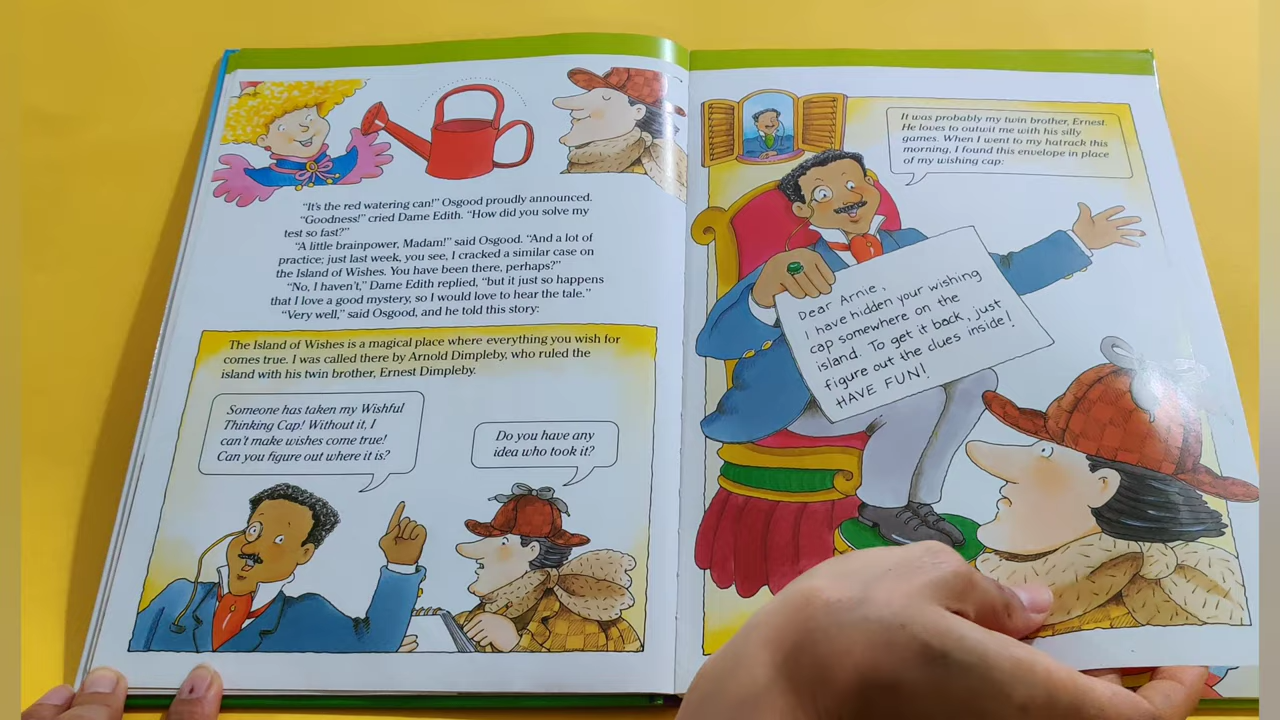 "It's the red watering can!" Osgood proudly announced.
"Goodness!" cried Dame Edith. "How did you solve my
test so fast?"
"A little brainpower, Madam!" said Osgood. "And a lot of
practice; just last week, you see, I cracked a similar case on
the Island of Wishes. You have been there, perhaps?"
"No, I haven't," Dame Edith replied, "but it just so happens
that I love a good mystery, so I would love to hear the tale."
"Very well," said Osgood, and he told this story:
The Island of Wishes is a magical place where everything you wish for
comes true. I was called there by Arnold Dimpleby, who ruled the
island with his twin brother, Ernest Dimpleby.
Someone has taken my Wishful
Thinking Cap! Without it, I
can't make wishes come true!
Can you figure out where it is?
Do you have any
idea who took it?
It was probably my twin brother, Ernest.
He loves to outwit me with his silly
games. When I went to my hatrack this
morning, I found this envelope in place
of my wishing cap:
Dear Arnie,
I have hidden your wishing
cap somewhere on the
island. To get it back, just
figure out the clues inside!
HAVE FUN!